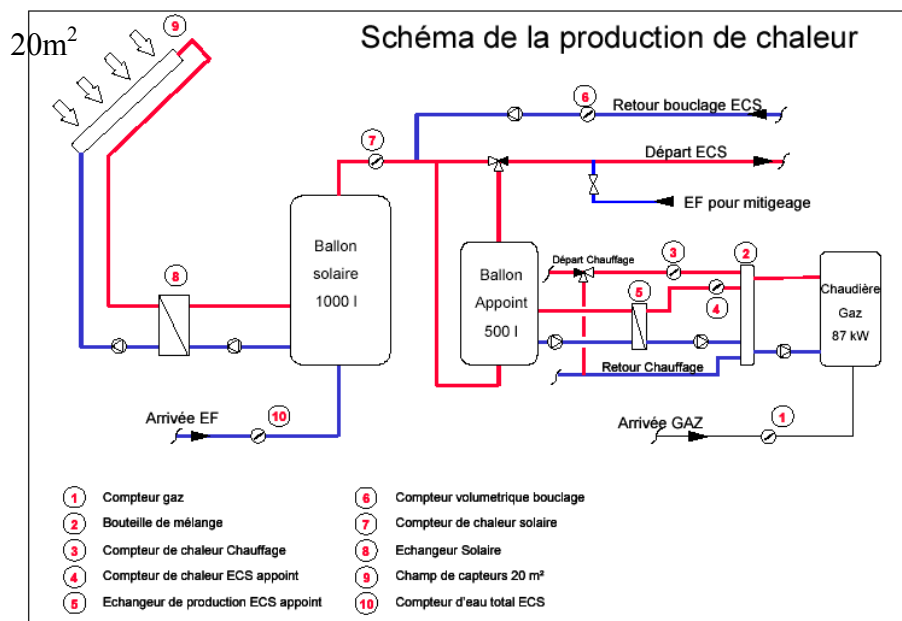 20m²
9
Schéma de la production de chaleur
6
Retour bouclage ECS
7
Départ ECS
EF pour mitigeage
Ballon
solaire
1000 l
8
Ballon
Appoint
500 l
Départ Chauffage
3
2
5
4
Chaudière
Gaz
87 kW
Retour Chauffage
Arrivée EF
10
Arrivée GAZ
1
1 Compteur gaz
2 Bouteille de mélange
3 Compteur de chaleur Chauffage
4 Compteur de chaleur ECS appoint
5 Echangeur de production ECS appoint
6 Compteur volumetrique bouclage
7 Compteur de chaleur solaire
8 Echangeur Solaire
9 Champ de capteurs 20 m²
10 Compteur d'eau total ECS